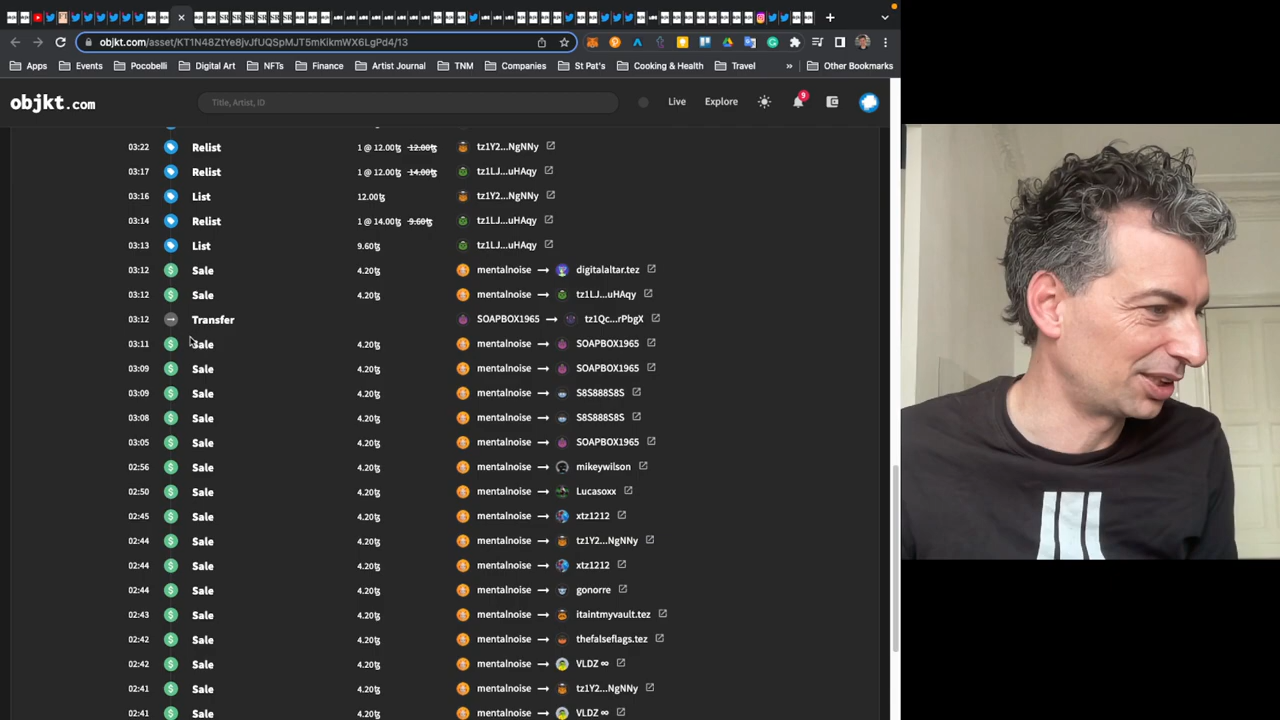 objkt.com/asset/KT1N48ZtYe8jvJfUQSpMJT5mKikmWX6LgPd4/13
Apps Events Pocobelli Digital Art NFTs Finance Artist Journal TNM Companies St Pat's Cooking & Health Travel » Other Bookmarks
objkt.com Title, Artist, ID Live Explore 9
03:22 Relist 1 @ 12.00ꜩ 12.00ꜩ tz1Y2...NgNNy
03:17 Relist 1 @ 12.00ꜩ 14.00ꜩ tz1LJ...uHAqy
03:16 List 12.00ꜩ tz1Y2...NgNNy
03:14 Relist 1 @ 14.00ꜩ 9.60ꜩ tz1LJ...uHAqy
03:13 List 9.60ꜩ tz1LJ...uHAqy
03:12 Sale 4.20ꜩ mentalnoise → digitalaltar.tez
03:12 Sale 4.20ꜩ mentalnoise → tz1LJ...uHAqy
03:12 Transfer SOAPBOX1965 → tz1Qc...rPbgX
03:11 Sale 4.20ꜩ mentalnoise → SOAPBOX1965
03:09 Sale 4.20ꜩ mentalnoise → SOAPBOX1965
03:09 Sale 4.20ꜩ mentalnoise → S8S888S8S
03:08 Sale 4.20ꜩ mentalnoise → S8S888S8S
03:05 Sale 4.20ꜩ mentalnoise → SOAPBOX1965
02:56 Sale 4.20ꜩ mentalnoise → mikeywilson
02:50 Sale 4.20ꜩ mentalnoise → Lucasoxx
02:45 Sale 4.20ꜩ mentalnoise → xtz1212
02:44 Sale 4.20ꜩ mentalnoise → tz1Y2...NgNNy
02:44 Sale 4.20ꜩ mentalnoise → xtz1212
02:44 Sale 4.20ꜩ mentalnoise → gonorre
02:43 Sale 4.20ꜩ mentalnoise → itaintmyvault.tez
02:42 Sale 4.20ꜩ mentalnoise → thefalseflags.tez
02:42 Sale 4.20ꜩ mentalnoise → VLDZ ∞
02:41 Sale 4.20ꜩ mentalnoise → tz1Y2...NgNNy
02:41 Sale 4.20ꜩ mentalnoise → VLDZ ∞